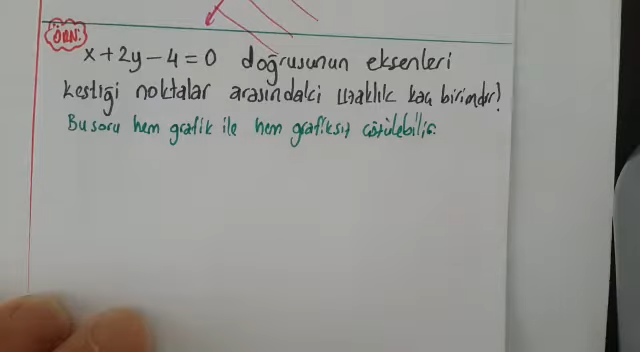 ÖRN:
x+2y-4=0 doğrusunun eksenleri
kestiği noktalar arasındaki uzaklık kaç birimdir?
Bu soru hem grafik ile hem grafiksiz çözülebilir.